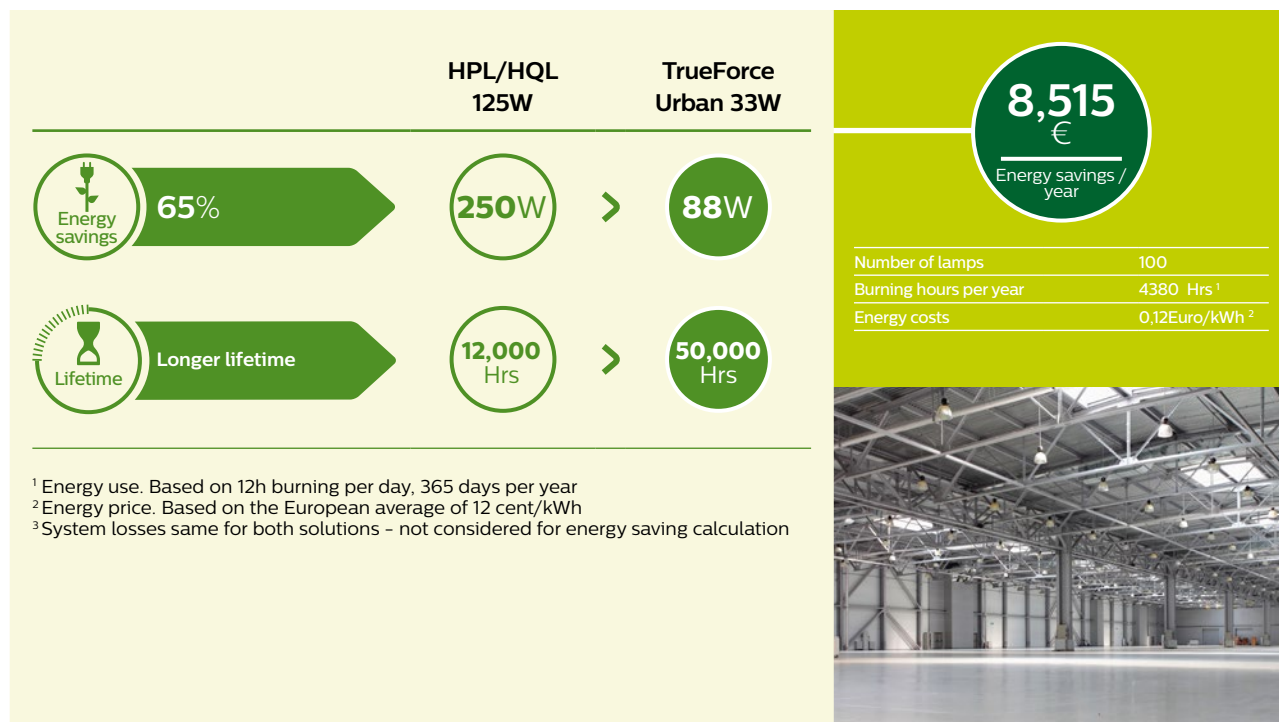 HPL/HQL
125W
TrueForce
Urban 33W
Energy
savings
65%
250W
>
88W
Lifetime
Longer lifetime
12,000
Hrs
>
50,000
Hrs
¹ Energy use. Based on 12h burning per day, 365 days per year
² Energy price. Based on the European average of 12 cent/kWh
³ System losses same for both solutions – not considered for energy saving calculation
8,515
€
Energy savings /
year
Number of lamps 100
Burning hours per year 4380 Hrs ¹
Energy costs 0,12Euro/kWh ²